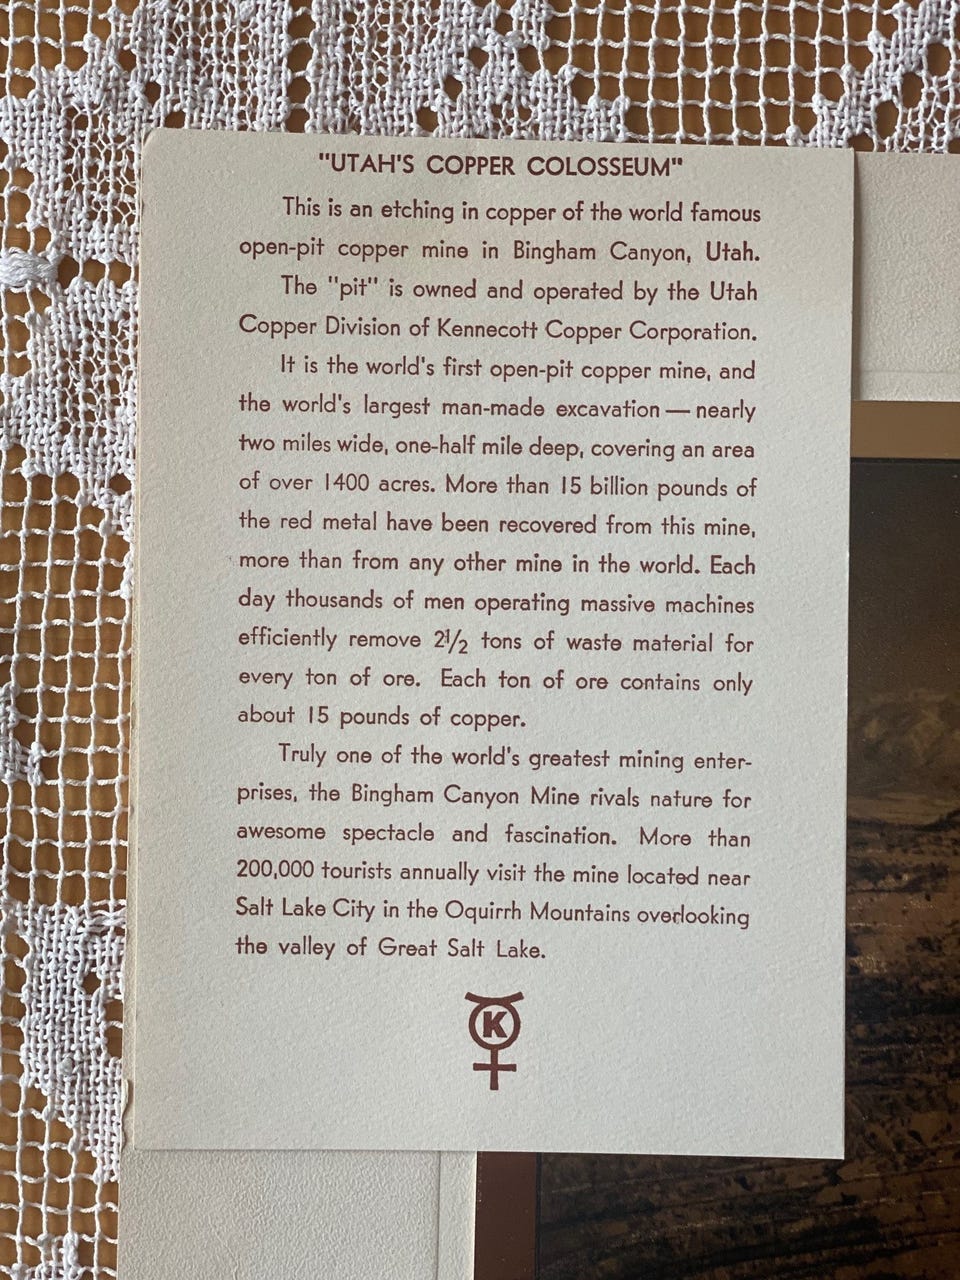 "UTAH'S COPPER COLOSSEUM"
This is an etching in copper of the world famous
open-pit copper mine in Bingham Canyon, Utah.
The "pit" is owned and operated by the Utah
Copper Division of Kennecott Copper Corporation.
It is the world's first open-pit copper mine, and
the world's largest man-made excavation — nearly
two miles wide, one-half mile deep, covering an area
of over 1400 acres. More than 15 billion pounds of
the red metal have been recovered from this mine,
more than from any other mine in the world. Each
day thousands of men operating massive machines
efficiently remove 2½ tons of waste material for
every ton of ore. Each ton of ore contains only
about 15 pounds of copper.
Truly one of the world's greatest mining enter-
prises, the Bingham Canyon Mine rivals nature for
awesome spectacle and fascination. More than
200,000 tourists annually visit the mine located near
Salt Lake City in the Oquirrh Mountains overlooking
the valley of Great Salt Lake.
K